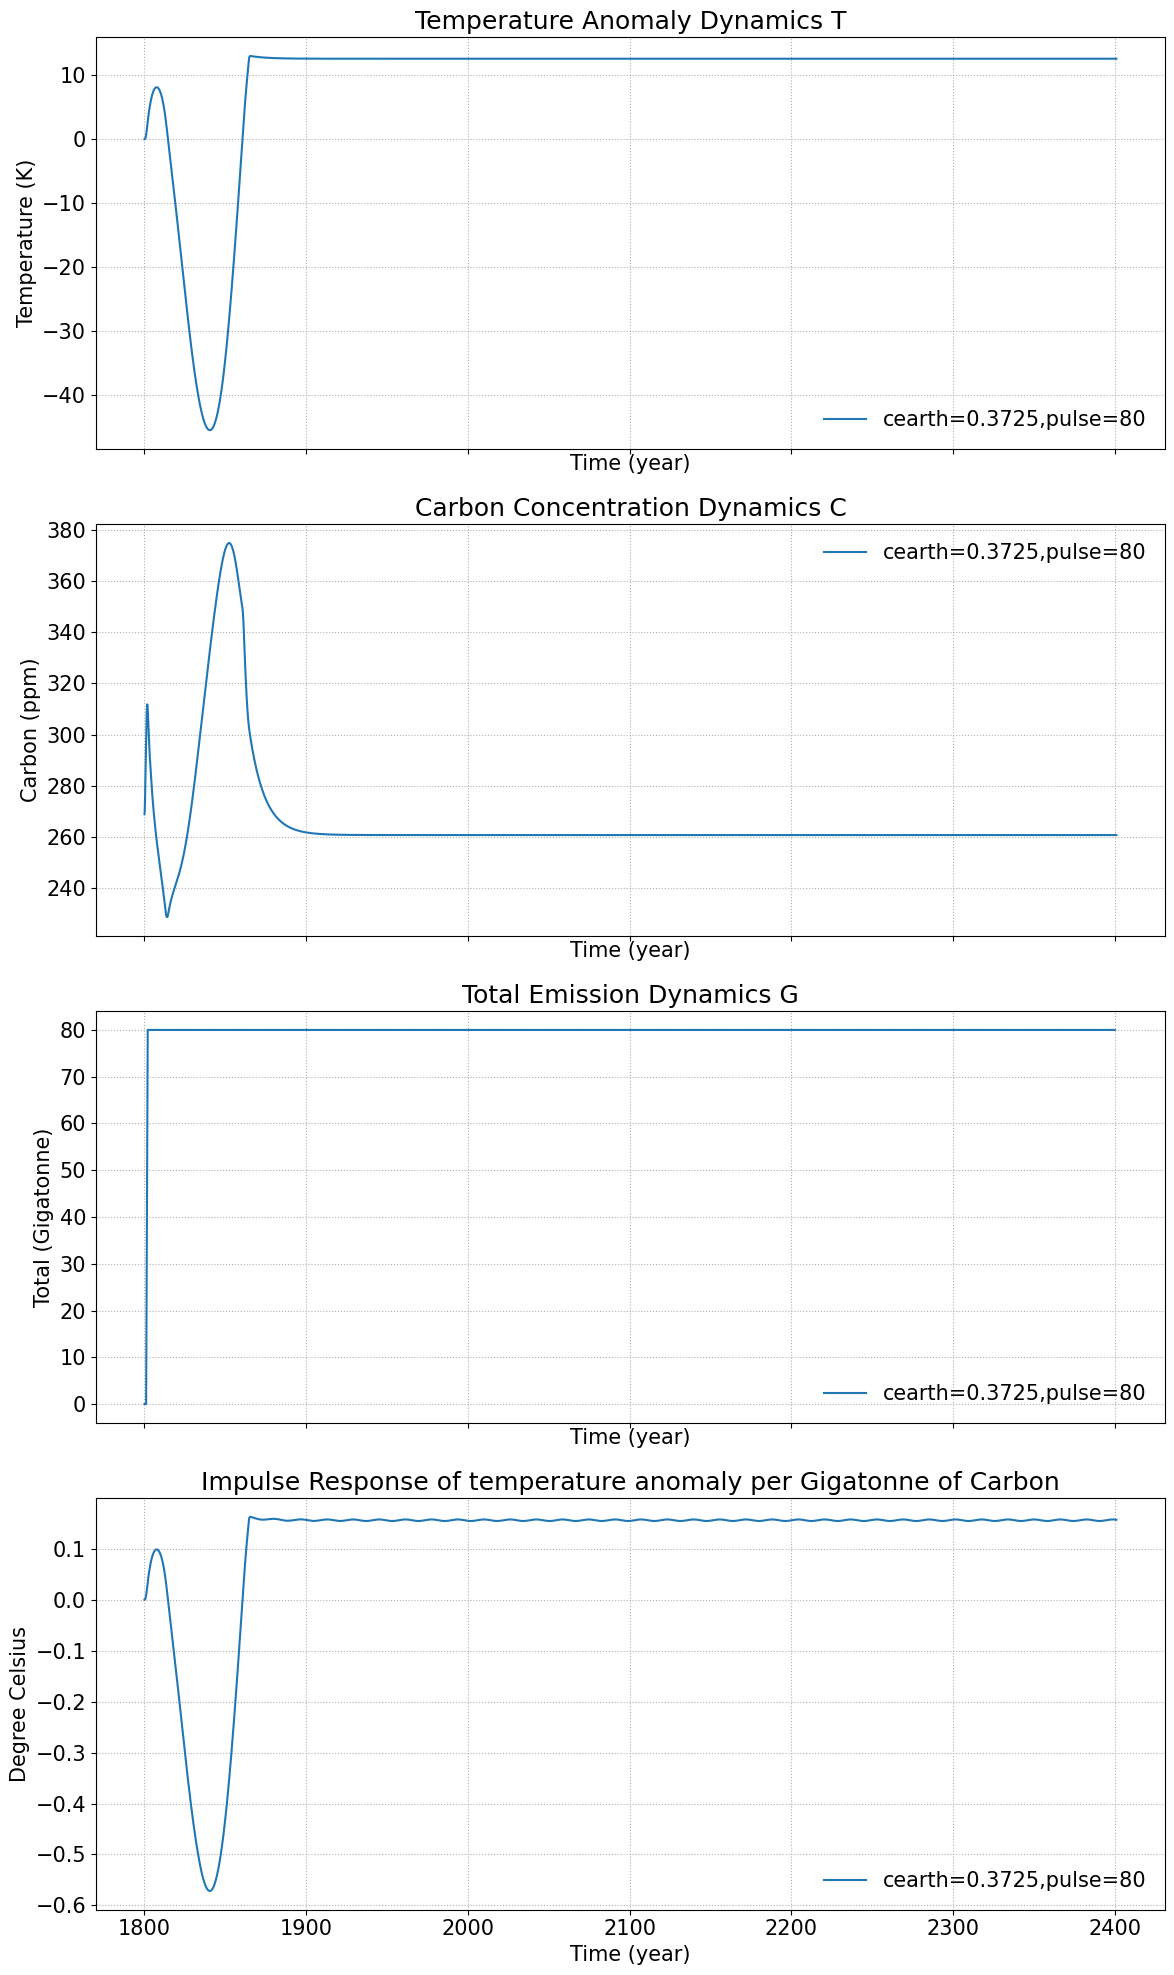 Temperature Anomaly Dynamics T
10
0
−10
−20
−30
−40
Temperature (K)
cearth=0.3725,pulse=80
Time (year)
Carbon Concentration Dynamics C
380
360
340
320
300
280
260
240
Carbon (ppm)
cearth=0.3725,pulse=80
Time (year)
Total Emission Dynamics G
80
70
60
50
40
30
20
10
0
Total (Gigatonne)
cearth=0.3725,pulse=80
Time (year)
Impulse Response of temperature anomaly per Gigatonne of Carbon
0.1
0.0
−0.1
−0.2
−0.3
−0.4
−0.5
−0.6
Degree Celsius
cearth=0.3725,pulse=80
1800 1900 2000 2100 2200 2300 2400
Time (year)